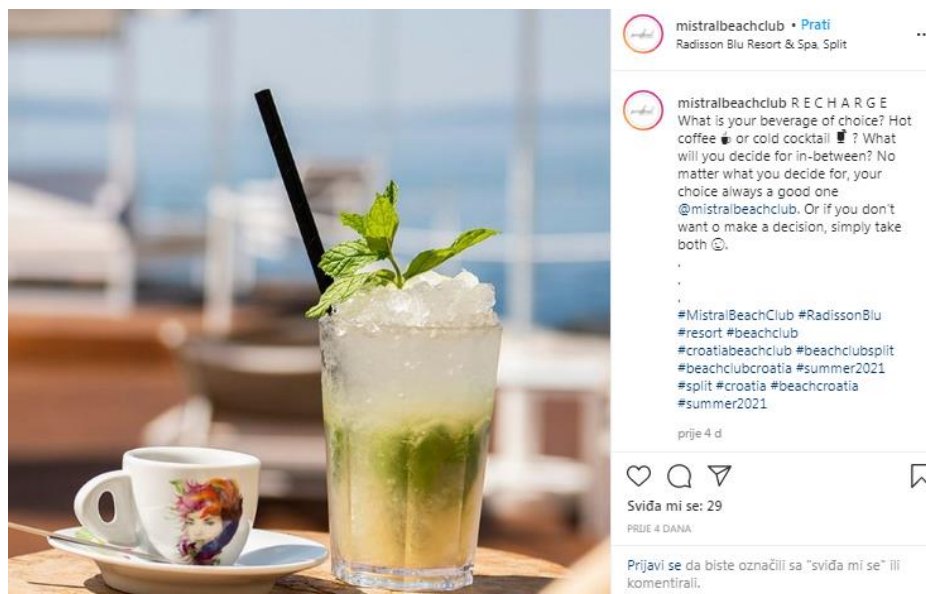 mistralbeachclub • Prati
Radisson Blu Resort & Spa, Split
mistralbeachclub R E C H A R G E
What is your beverage of choice? Hot
coffee ☕ or cold cocktail 🍹 ? What
will you decide for in-between? No
matter what you decide for, your
choice always a good one
@mistralbeachclub. Or if you don't
want o make a decision, simply take
both 😉.
.
.
.
#MistralBeachClub #RadissonBlu
#resort #beachclub
#croatiabeachclub #beachclubsplit
#beachclubcroatia #summer2021
#split #croatia #beachcroatia
#summer2021
prije 4 d
Sviđa mi se: 29
PRIJE 4 DANA
Prijavi se da biste označili sa "sviđa mi se" ili
komentirali.